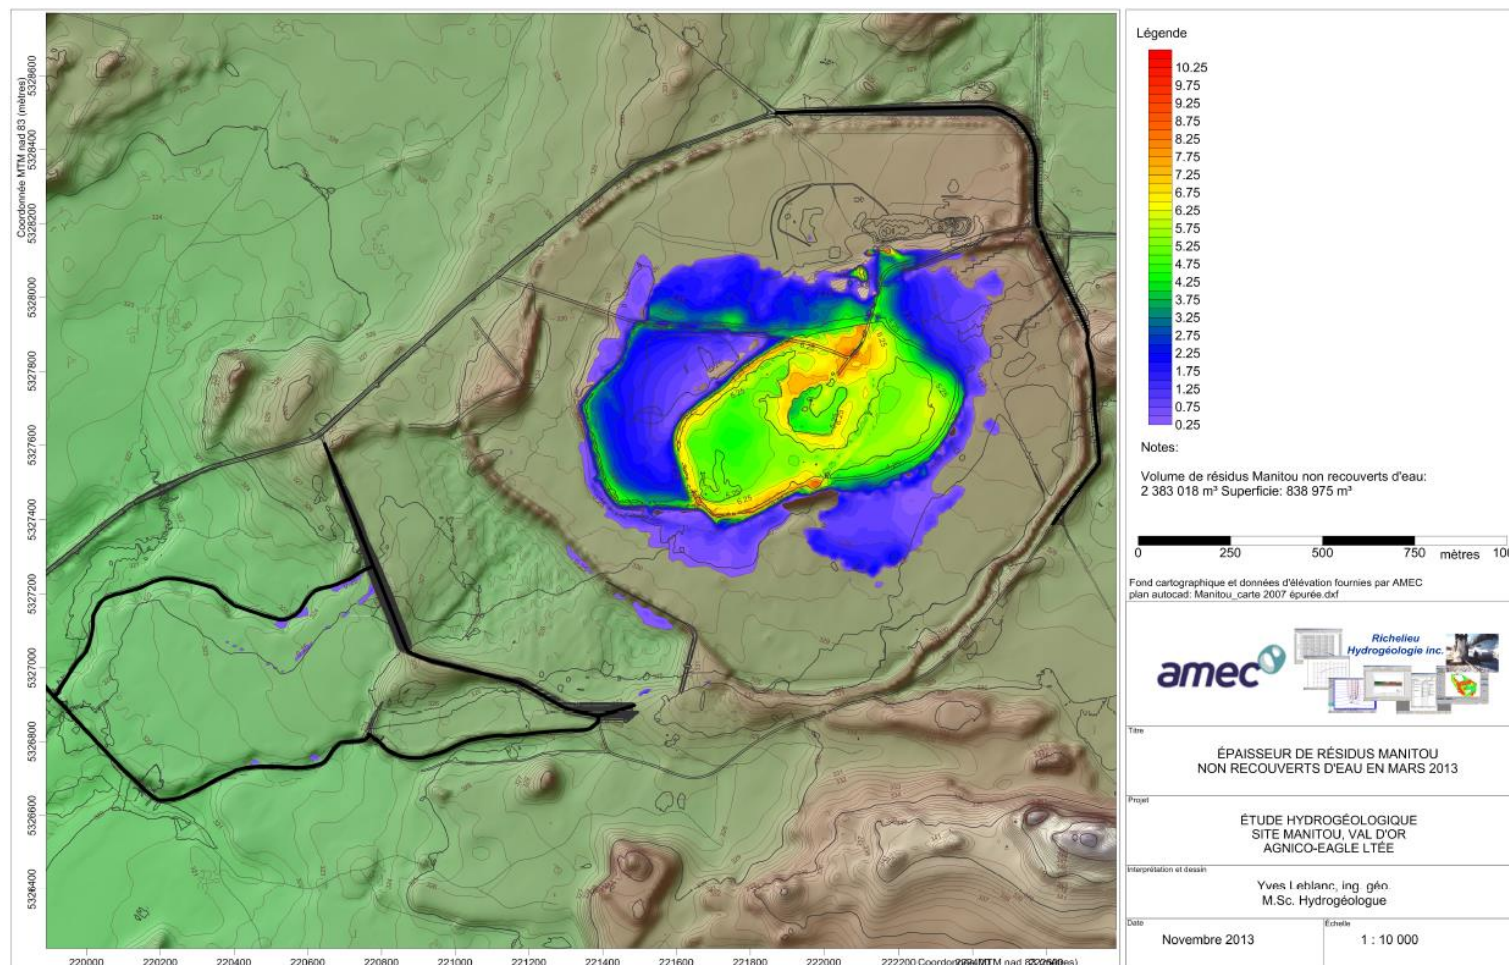 Coordonnée MTM nad 83 (mètres)
5328600
5328400
5328200
5328000
5327800
5327600
5327400
5327200
5327000
5326800
5326600
5326400
220000
220200
220400
220600
220800
221000
221200
221400
221600
221800
222000
222200
Légende
10.25
9.75
9.25
8.75
8.25
7.75
7.25
6.75
6.25
5.75
5.25
4.75
4.25
3.75
3.25
2.75
2.25
1.75
1.25
0.75
0.25
Notes:
Volume de résidus Manitou non recouverts d'eau:
2 383 018 m³ Superficie: 838 975 m³
0 250 500 750 mètres
Fond cartographique et données d'élévation fournies par AMEC
plan autocad: Manitou_carte 2007 épurée.dxf
amec
Richelieu
Hydrogéologie inc.
Titre
ÉPAISSEUR DE RÉSIDUS MANITOU
NON RECOUVERTS D'EAU EN MARS 2013
Projet
ÉTUDE HYDROGÉOLOGIQUE
SITE MANITOU, VAL D'OR
AGNICO-EAGLE LTÉE
Interprétation et dessin
Yves Leblanc, ing. géo.
M.Sc. Hydrogéologue
Date
Novembre 2013
Échelle
1 : 10 000